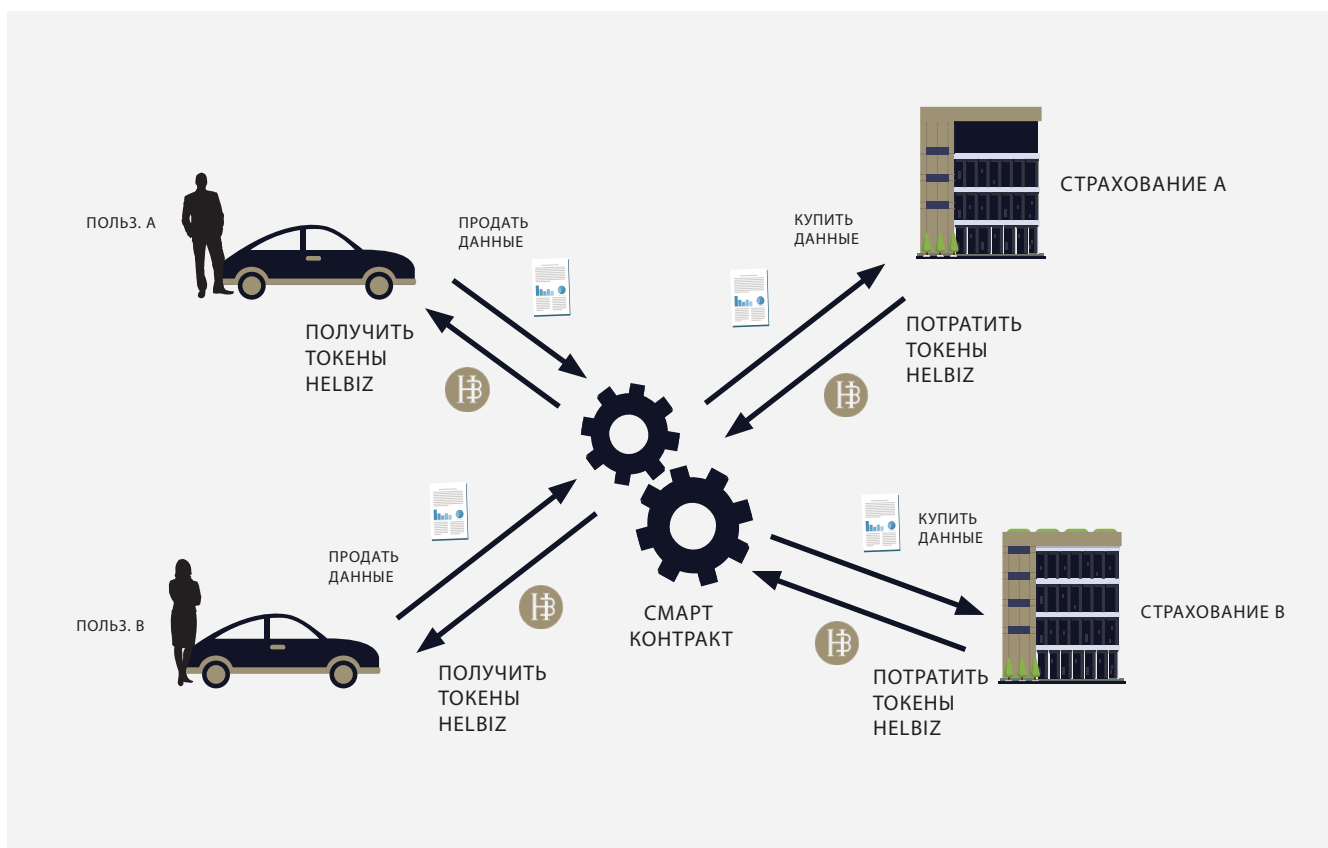 СТРАХОВАНИЕ А
ПОЛЬЗ. А
ПРОДАТЬ
ДАННЫЕ
КУПИТЬ
ДАННЫЕ
ПОЛУЧИТЬ
ТОКЕНЫ
HELBIZ
ПОТРАТИТЬ
ТОКЕНЫ
HELBIZ
ПРОДАТЬ
ДАННЫЕ
КУПИТЬ
ДАННЫЕ
ПОЛЬЗ. В
СМАРТ
КОНТРАКТ
СТРАХОВАНИЕ В
ПОЛУЧИТЬ
ТОКЕНЫ
HELBIZ
ПОТРАТИТЬ
ТОКЕНЫ
HELBIZ